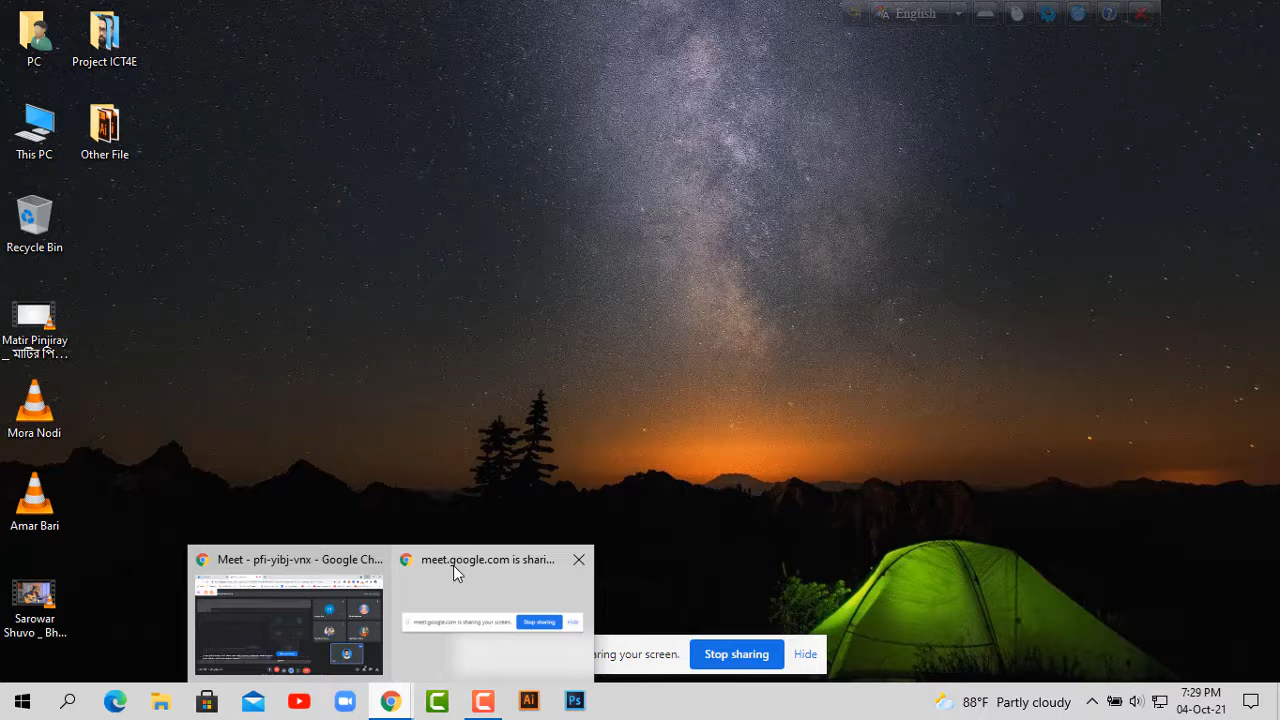 English
PC
Project ICT4E
This PC
Other File
Recycle Bin
Matir Pinjiray
_ মাটির পি...
Mora Nodi
Amar Bari
Sarowar
Shuvo _ Bh...
Meet - pfi-yibj-vnx - Google Ch...
meet.google.com is shari...
meet.google.com is sharing your screen.
Stop sharing
Hide
aring your screen.
Stop sharing
Hide
Ai
Ps
88°F Partly cloudy
7:29 PM
04-Oct-21